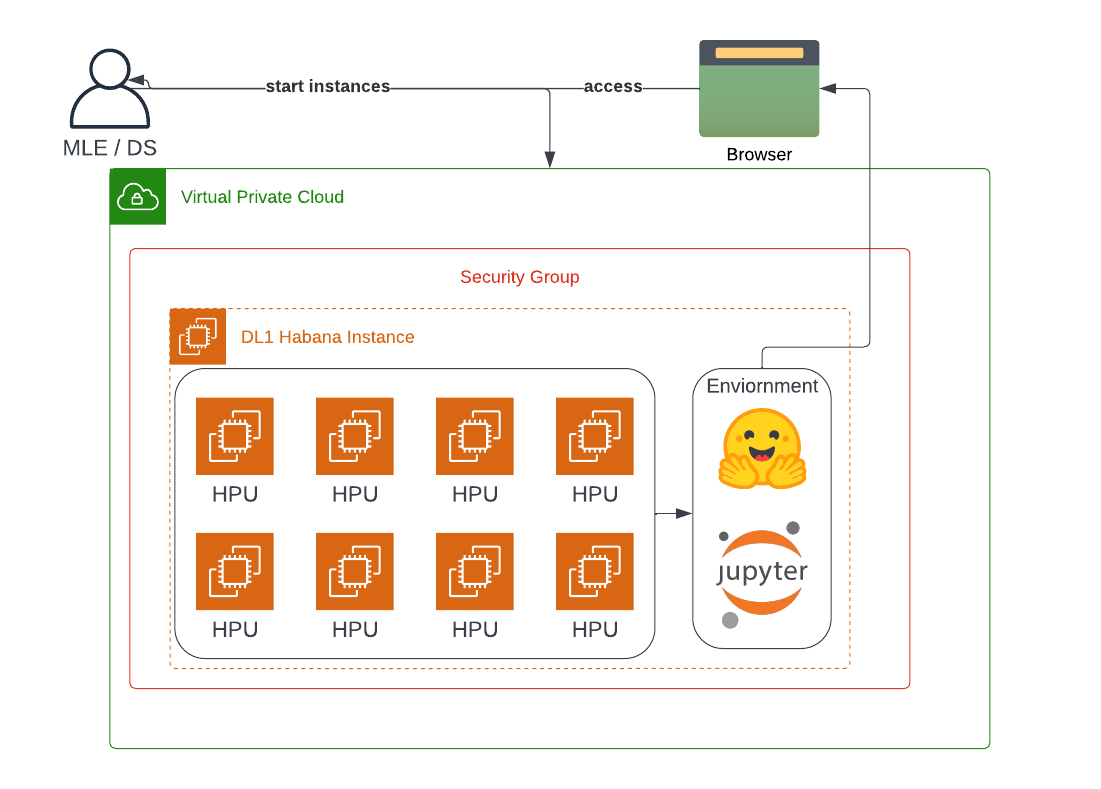 start instances
access
MLE / DS
Browser
Virtual Private Cloud
Security Group
DL1 Habana Instance
Enviornment
HPU
HPU
HPU
HPU
jupyter
HPU
HPU
HPU
HPU